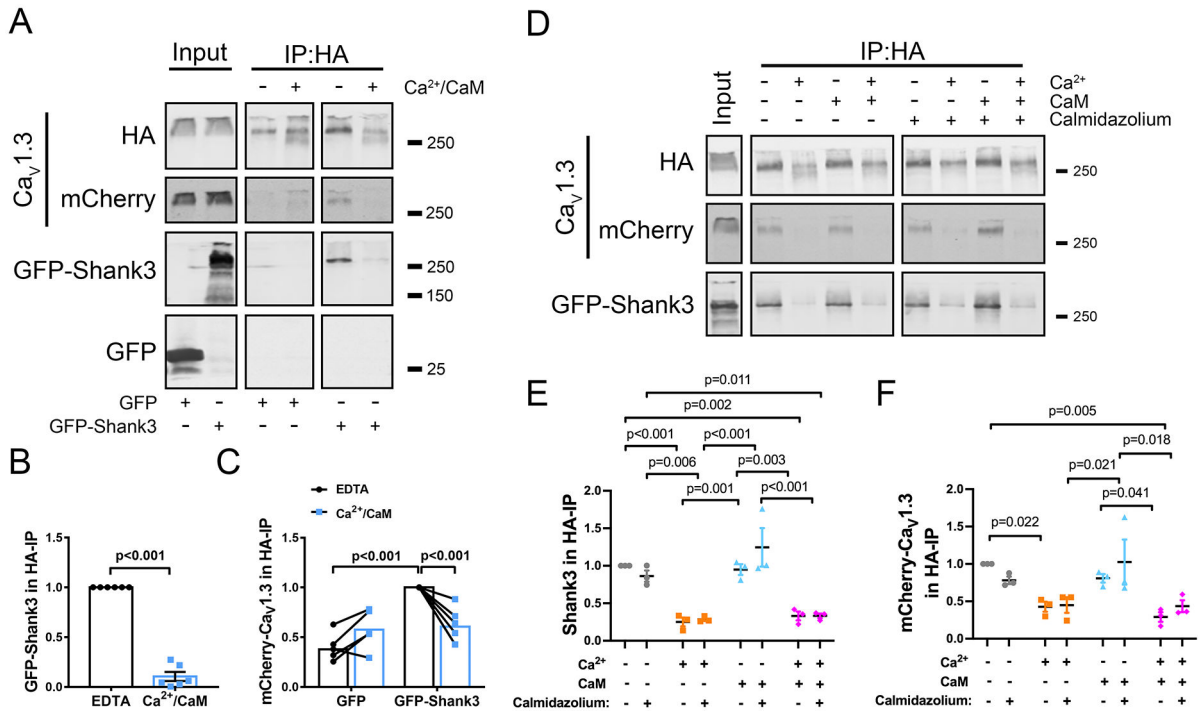 A
Input
IP:HA
- + - + Ca²⁺/CaM
CaV1.3
HA
250
mCherry
250
GFP-Shank3
250
150
GFP
25
GFP + - + + - -
GFP-Shank3 - + - - + +
D
Input
IP:HA
- + - + - + - + Ca²⁺
- - + + - - + + CaM
- - - - + + + + Calmidazolium
CaV1.3
HA
250
mCherry
250
GFP-Shank3
250
B
GFP-Shank3 in HA-IP
1.5
1.0
0.5
0.0
p<0.001
EDTA Ca²⁺/CaM
C
EDTA
Ca²⁺/CaM
mCherry-CaV1.3 in HA-IP
1.5
1.0
0.5
0.0
p<0.001 p<0.001
GFP GFP-Shank3
E
p=0.011
p=0.002
p<0.001 p<0.001
p=0.006 p=0.003
p=0.001 p<0.001
Shank3 in HA-IP
2.0
1.5
1.0
0.5
0.0
Ca²⁺ - - + + - - + +
CaM - - - - + + + +
Calmidazolium: - + - + - + - +
F
p=0.005
p=0.018
p=0.021
p=0.041
p=0.022
mCherry-CaV1.3
in HA-IP
2.0
1.5
1.0
0.5
0.0
Ca²⁺ - - + + - - + +
CaM - - - - + + + +
Calmidazolium: - + - + - + - +